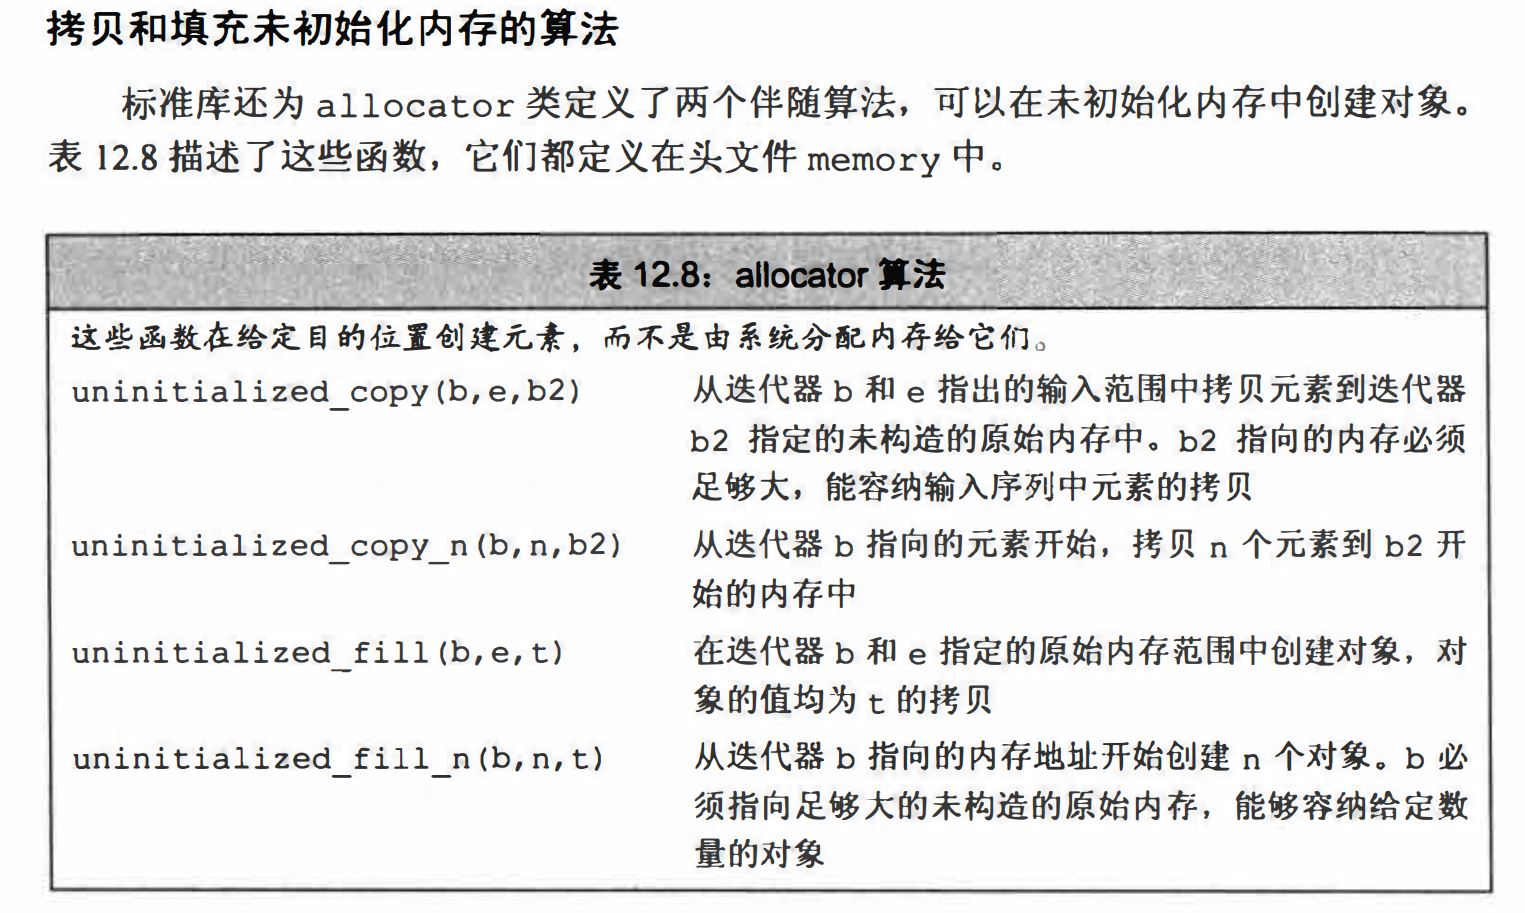 拷贝和填充未初始化内存的算法
标准库还为 allocator 类定义了两个伴随算法，可以在未初始化内存中创建对象。
表 12.8 描述了这些函数，它们都定义在头文件 memory 中。
表 12.8：allocator 算法
这些函数在给定目的位置创建元素，而不是由系统分配内存给它们。
uninitialized_copy(b,e,b2) 从迭代器 b 和 e 指出的输入范围中拷贝元素到迭代器
b2 指定的未构造的原始内存中。b2 指向的内存必须
足够大，能容纳输入序列中元素的拷贝
uninitialized_copy_n(b,n,b2) 从迭代器 b 指向的元素开始，拷贝 n 个元素到 b2 开
始的内存中
uninitialized_fill(b,e,t) 在迭代器 b 和 e 指定的原始内存范围中创建对象，对
象的值均为 t 的拷贝
uninitialized_fill_n(b,n,t) 从迭代器 b 指向的内存地址开始创建 n 个对象。b 必
须指向足够大的未构造的原始内存，能够容纳给定数
量的对象